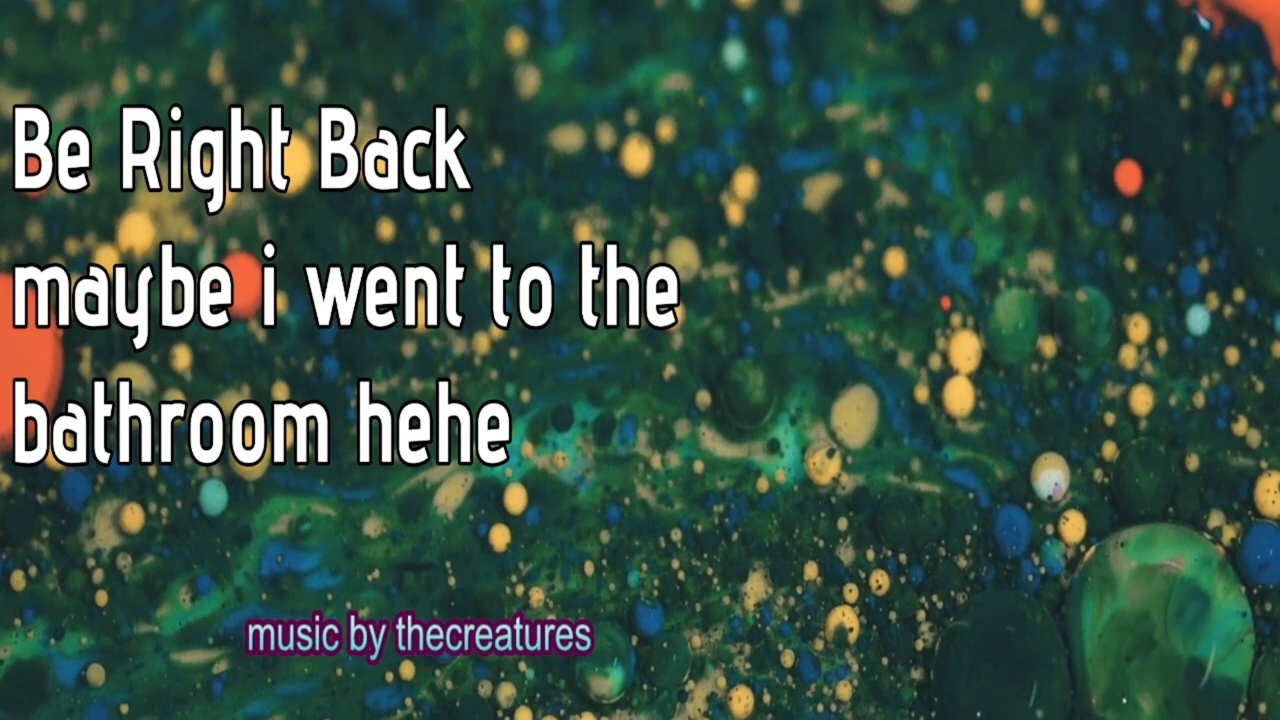 Be Right Back
maybe i went to the
bathroom hehe
music by thecreatures